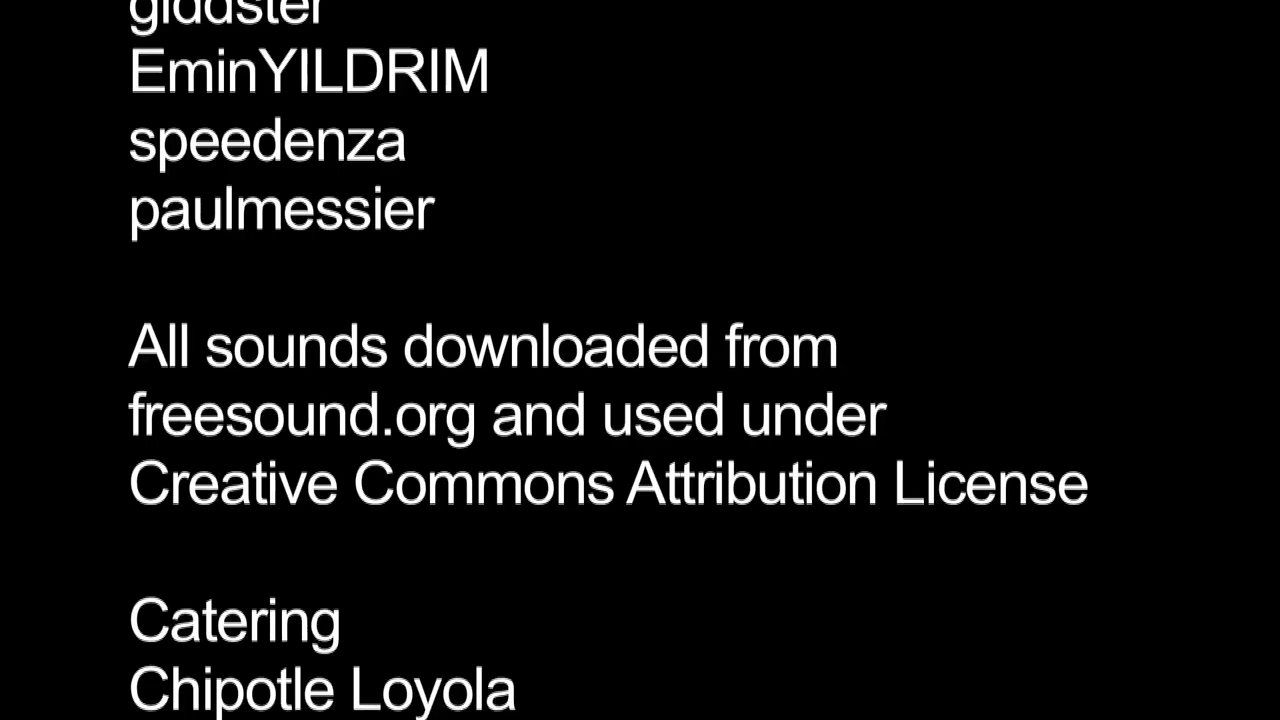 giddster
EminYILDRIM
speedenza
paulmessier
All sounds downloaded from
freesound.org and used under
Creative Commons Attribution License
Catering
Chipotle Loyola